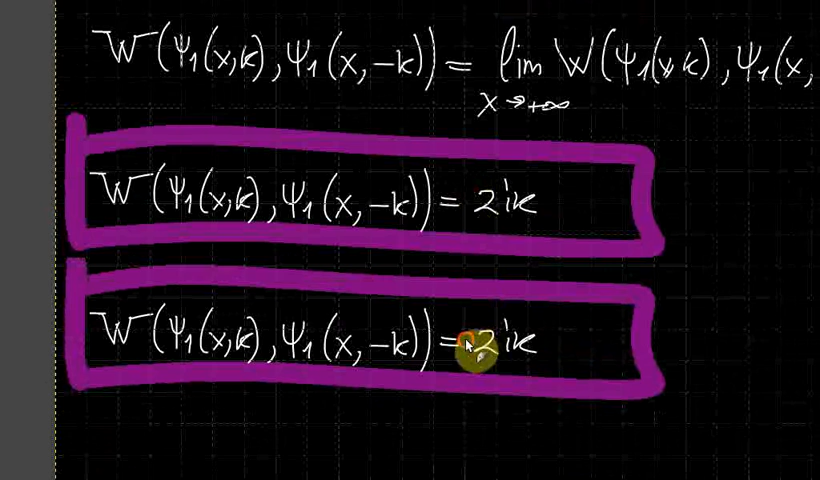 W(Ψ₁(x,k),Ψ₁(x,-k)) = lim W(Ψ₁(x,k),Ψ₁(x,
x→+∞
W(Ψ₁(x,k),Ψ₁(x,-k)) = 2ik
W(Ψ₁(x,k),Ψ₁(x,-k)) = 2ik